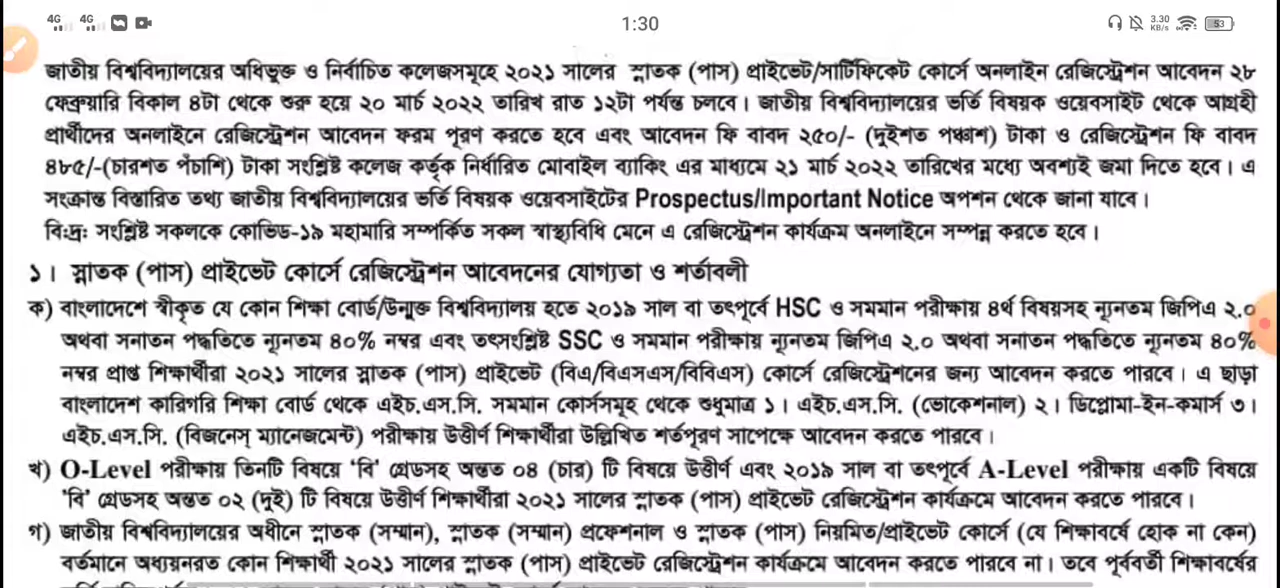 4G 4G 1:30 3.30 KB/s 53
জাতীয় বিশ্ববিদ্যালয়ের অধিভুক্ত ও নির্বাচিত কলেজসমূহে ২০২১ সালের স্নাতক (পাস) প্রাইভেট/সার্টিফিকেট কোর্সে অনলাইন রেজিস্ট্রেশন আবেদন ২৮
ফেব্রুয়ারি বিকাল ৪টা থেকে শুরু হয়ে ২০ মার্চ ২০২২ তারিখ রাত ১২টা পর্যন্ত চলবে। জাতীয় বিশ্ববিদ্যালয়ের ভর্তি বিষয়ক ওয়েবসাইট থেকে আগ্রহী
প্রার্থীদের অনলাইনে রেজিস্ট্রেশন আবেদন ফরম পূরণ করতে হবে এবং আবেদন ফি বাবদ ২৫০/- (দুইশত পঞ্চাশ) টাকা ও রেজিস্ট্রেশন ফি বাবদ
৪৮৫/-(চারশত পঁচাশি) টাকা সংশ্লিষ্ট কলেজ কর্তৃক নির্ধারিত মোবাইল ব্যাকিং এর মাধ্যমে ২১ মার্চ ২০২২ তারিখের মধ্যে অবশ্যই জমা দিতে হবে। এ
সংক্রান্ত বিস্তারিত তথ্য জাতীয় বিশ্ববিদ্যালয়ের ভর্তি বিষয়ক ওয়েবসাইটের Prospectus/Important Notice অপশন থেকে জানা যাবে।
বি:দ্র: সংশ্লিষ্ট সকলকে কোভিড-১৯ মহামারি সম্পর্কিত সকল স্বাস্থ্যবিধি মেনে এ রেজিস্ট্রেশন কার্যক্রম অনলাইনে সম্পন্ন করতে হবে।
১। স্নাতক (পাস) প্রাইভেট কোর্সে রেজিস্ট্রেশন আবেদনের যোগ্যতা ও শর্তাবলী
ক) বাংলাদেশে স্বীকৃত যে কোন শিক্ষা বোর্ড/উন্মুক্ত বিশ্ববিদ্যালয় হতে ২০১৯ সাল বা তৎপূর্বে HSC ও সমমান পরীক্ষায় ৪র্থ বিষয়সহ ন্যূনতম জিপিএ ২.০
অথবা সনাতন পদ্ধতিতে ন্যূনতম ৪০% নম্বর এবং তৎসংশ্লিষ্ট SSC ও সমমান পরীক্ষায় ন্যূনতম জিপিএ ২.০ অথবা সনাতন পদ্ধতিতে ন্যূনতম ৪০%
নম্বর প্রাপ্ত শিক্ষার্থীরা ২০২১ সালের স্নাতক (পাস) প্রাইভেট (বিএ/বিএসএস/বিবিএস) কোর্সে রেজিস্ট্রেশনের জন্য আবেদন করতে পারবে। এ ছাড়া
বাংলাদেশ কারিগরি শিক্ষা বোর্ড থেকে এইচ.এস.সি. সমমান কোর্সসমূহ থেকে শুধুমাত্র ১। এইচ.এস.সি. (ভোকেশনাল) ২। ডিপ্লোমা-ইন-কমার্স ৩।
এইচ.এস.সি. (বিজনেস্ ম্যানেজমেন্ট) পরীক্ষায় উত্তীর্ণ শিক্ষার্থীরা উল্লিখিত শর্তপূরণ সাপেক্ষে আবেদন করতে পারবে।
খ) O-Level পরীক্ষায় তিনটি বিষয়ে 'বি' গ্রেডসহ অন্তত ০৪ (চার) টি বিষয়ে উত্তীর্ণ এবং ২০১৯ সাল বা তৎপূর্বে A-Level পরীক্ষায় একটি বিষয়ে
'বি' গ্রেডসহ অন্তত ০২ (দুই) টি বিষয়ে উত্তীর্ণ শিক্ষার্থীরা ২০২১ সালের স্নাতক (পাস) প্রাইভেট রেজিস্ট্রেশন কার্যক্রমে আবেদন করতে পারবে।
গ) জাতীয় বিশ্ববিদ্যালয়ের অধীনে স্নাতক (সম্মান), স্নাতক (সম্মান) প্রফেশনাল ও স্নাতক (পাস) নিয়মিত/প্রাইভেট কোর্সে (যে শিক্ষাবর্ষে হোক না কেন)
বর্তমানে অধ্যয়নরত কোন শিক্ষার্থী ২০২১ সালের স্নাতক (পাস) প্রাইভেট রেজিস্ট্রেশন কার্যক্রমে আবেদন করতে পারবে না। তবে পূর্ববর্তী শিক্ষাবর্ষের